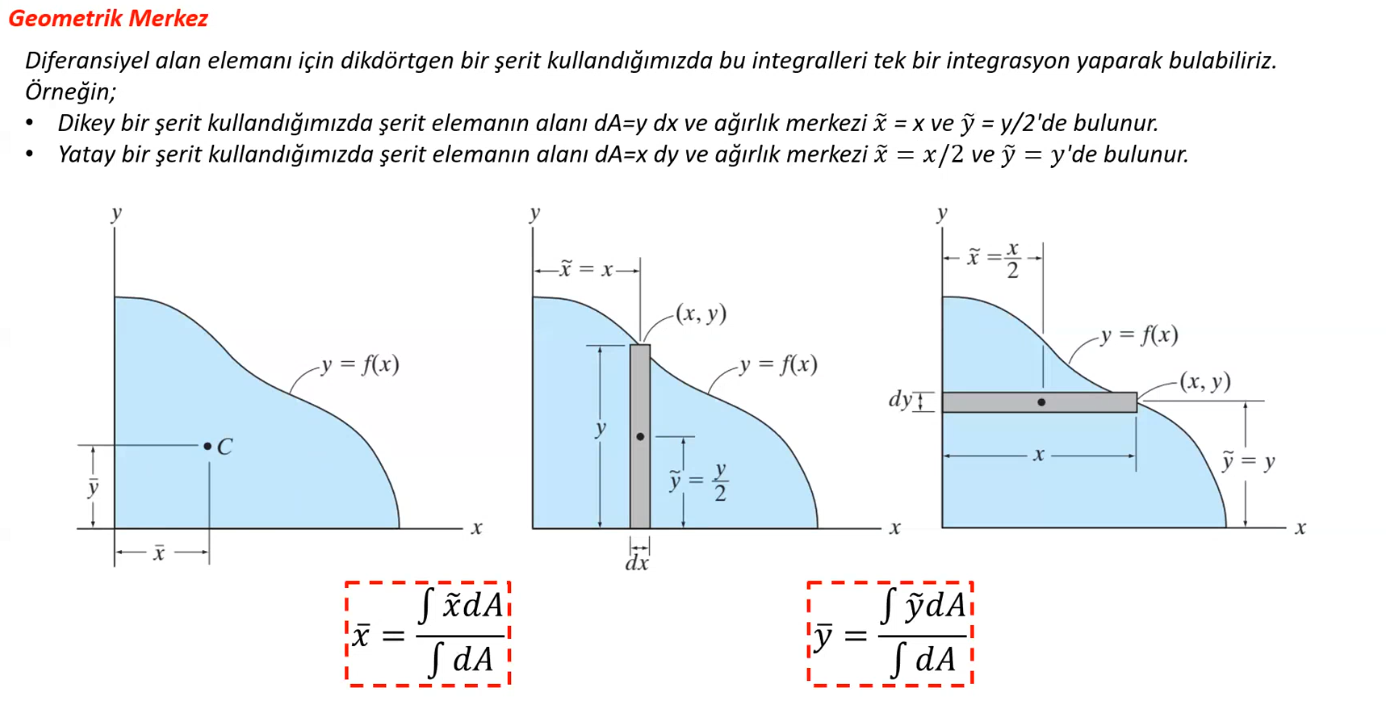 Geometrik Merkez
Diferansiyel alan elemanı için dikdörtgen bir şerit kullandığımızda bu integralleri tek bir integrasyon yaparak bulabiliriz.
Örneğin;
• Dikey bir şerit kullandığımızda şerit elemanın alanı dA=y dx ve ağırlık merkezi x̃ = x ve ỹ = y/2'de bulunur.
• Yatay bir şerit kullandığımızda şerit elemanın alanı dA=x dy ve ağırlık merkezi x̃ = x/2 ve ỹ = y'de bulunur.
y
y = f(x)
C
ȳ
x
x̄
y
x̃ = x
(x, y)
y = f(x)
y
ỹ = y/2
x
dx
y
x̃ = x/2
y = f(x)
(x, y)
dy
x
ỹ = y
x
x̄ = ∫ x̃dA / ∫ dA
ȳ = ∫ ỹdA / ∫ dA